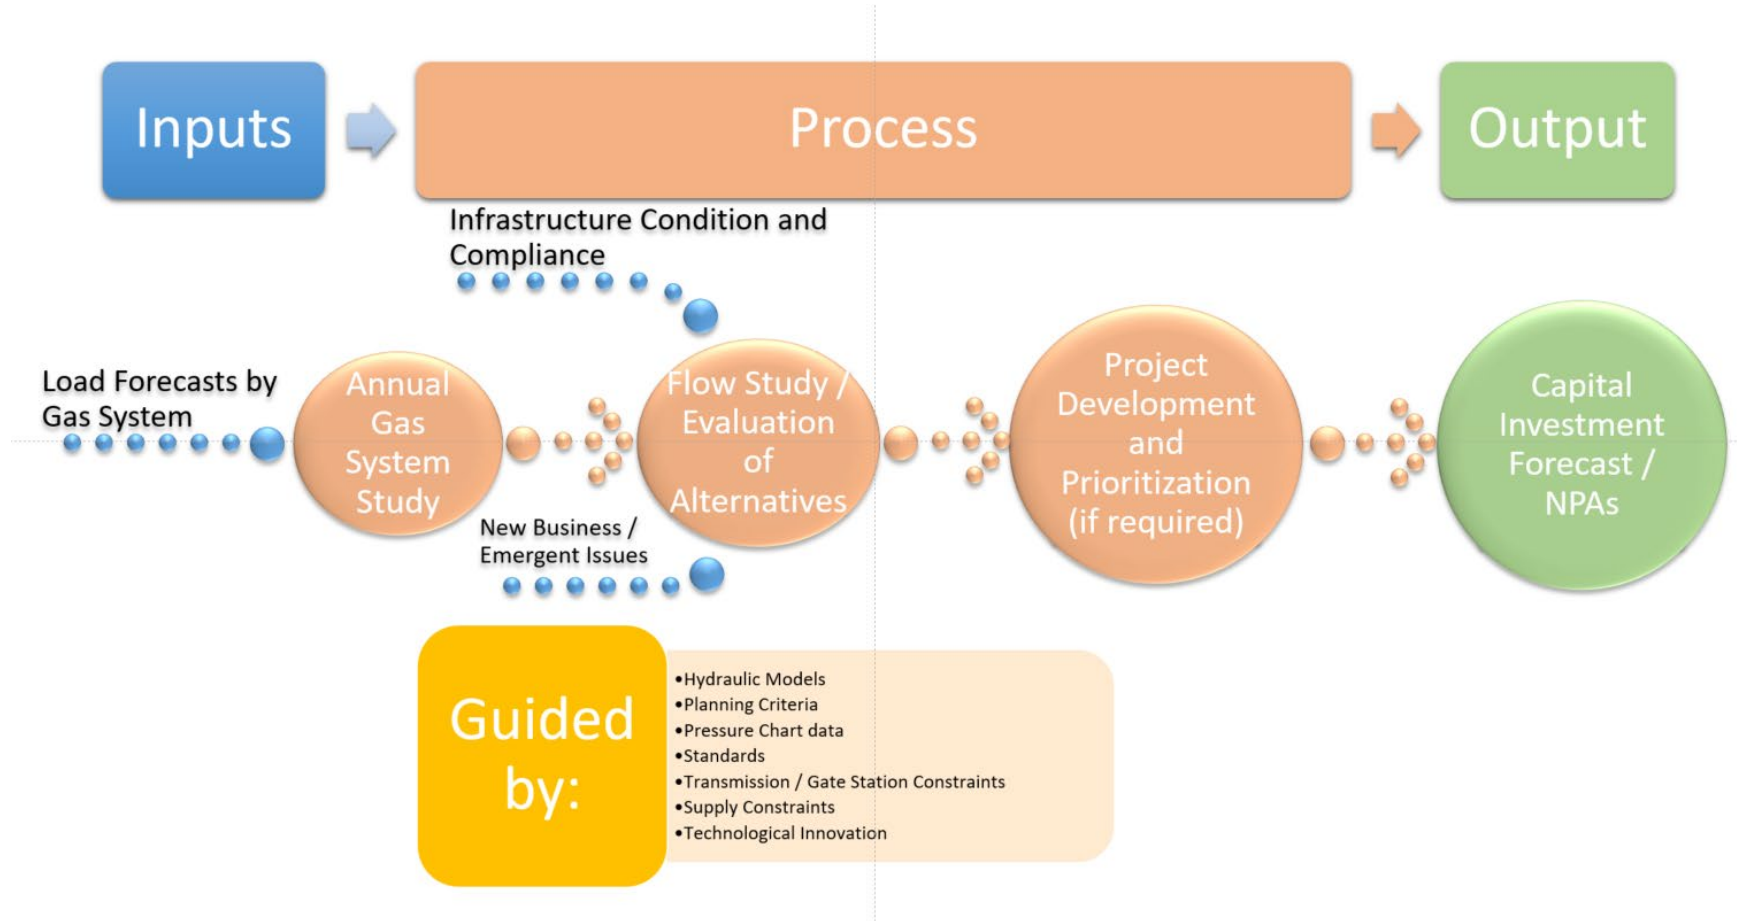 Inputs
Process
Output
Infrastructure Condition and
Compliance
Load Forecasts by
Gas System
Annual
Gas
System
Study
Flow Study /
Evaluation
of
Alternatives
New Business /
Emergent Issues
Project
Development
and
Prioritization
(if required)
Capital
Investment
Forecast /
NPAs
Guided
by:
•Hydraulic Models
•Planning Criteria
•Pressure Chart data
•Standards
•Transmission / Gate Station Constraints
•Supply Constraints
•Technological Innovation